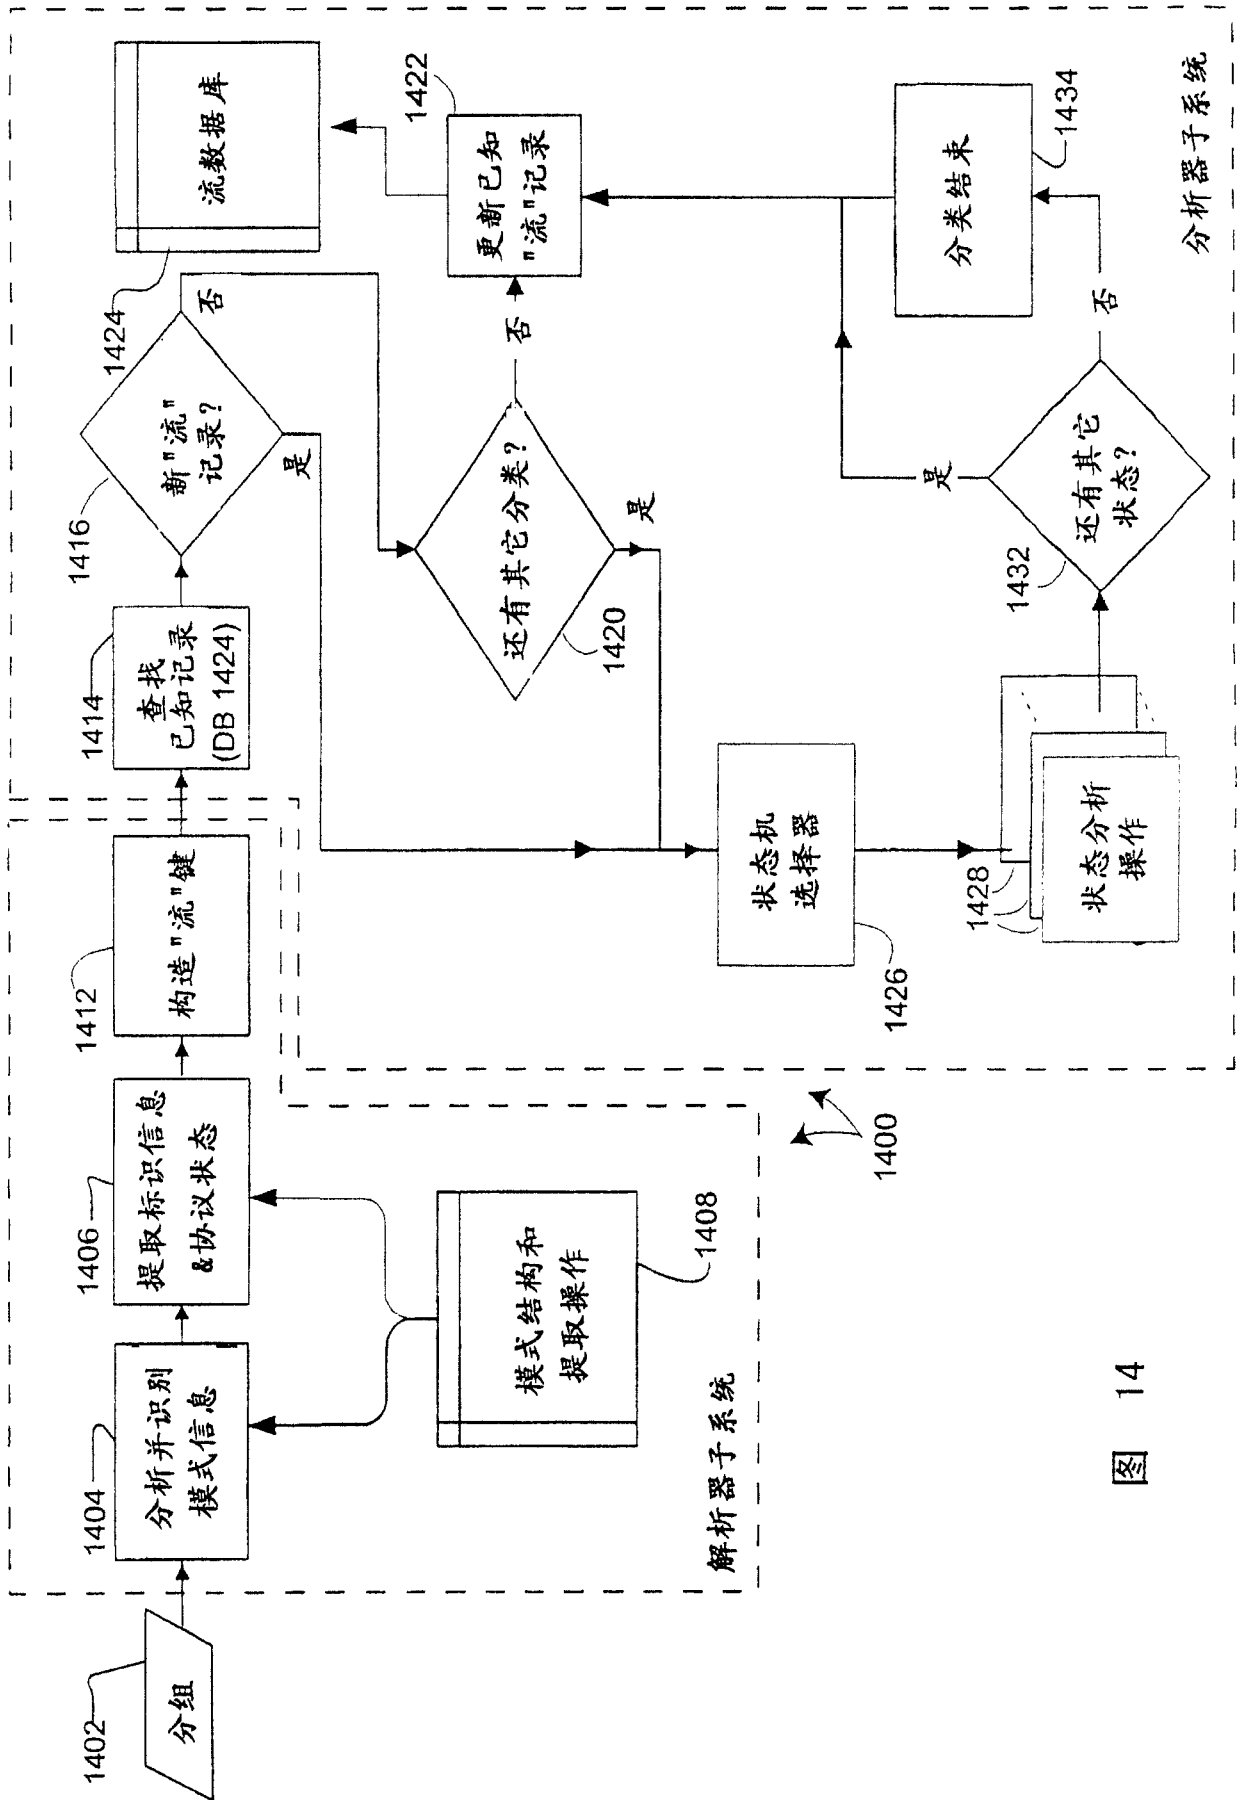 1402
分组
1404
分析并识别
模式信息
1406
提取标识信息
&协议状态
1412
构造"流"键
1414
查找
已知记录
(DB 1424)
1416
新"流"
记录?
否
是
1424
流数据库
1408
模式结构和
提取操作
解析器子系统
还有其它分类?
1420
否
是
1422
更新已知
"流"记录
状态机
选择器
1426
1428
状态分析
操作
1432
还有其它
状态?
是
否
分类结束
1434
分析器子系统
1400
图 14